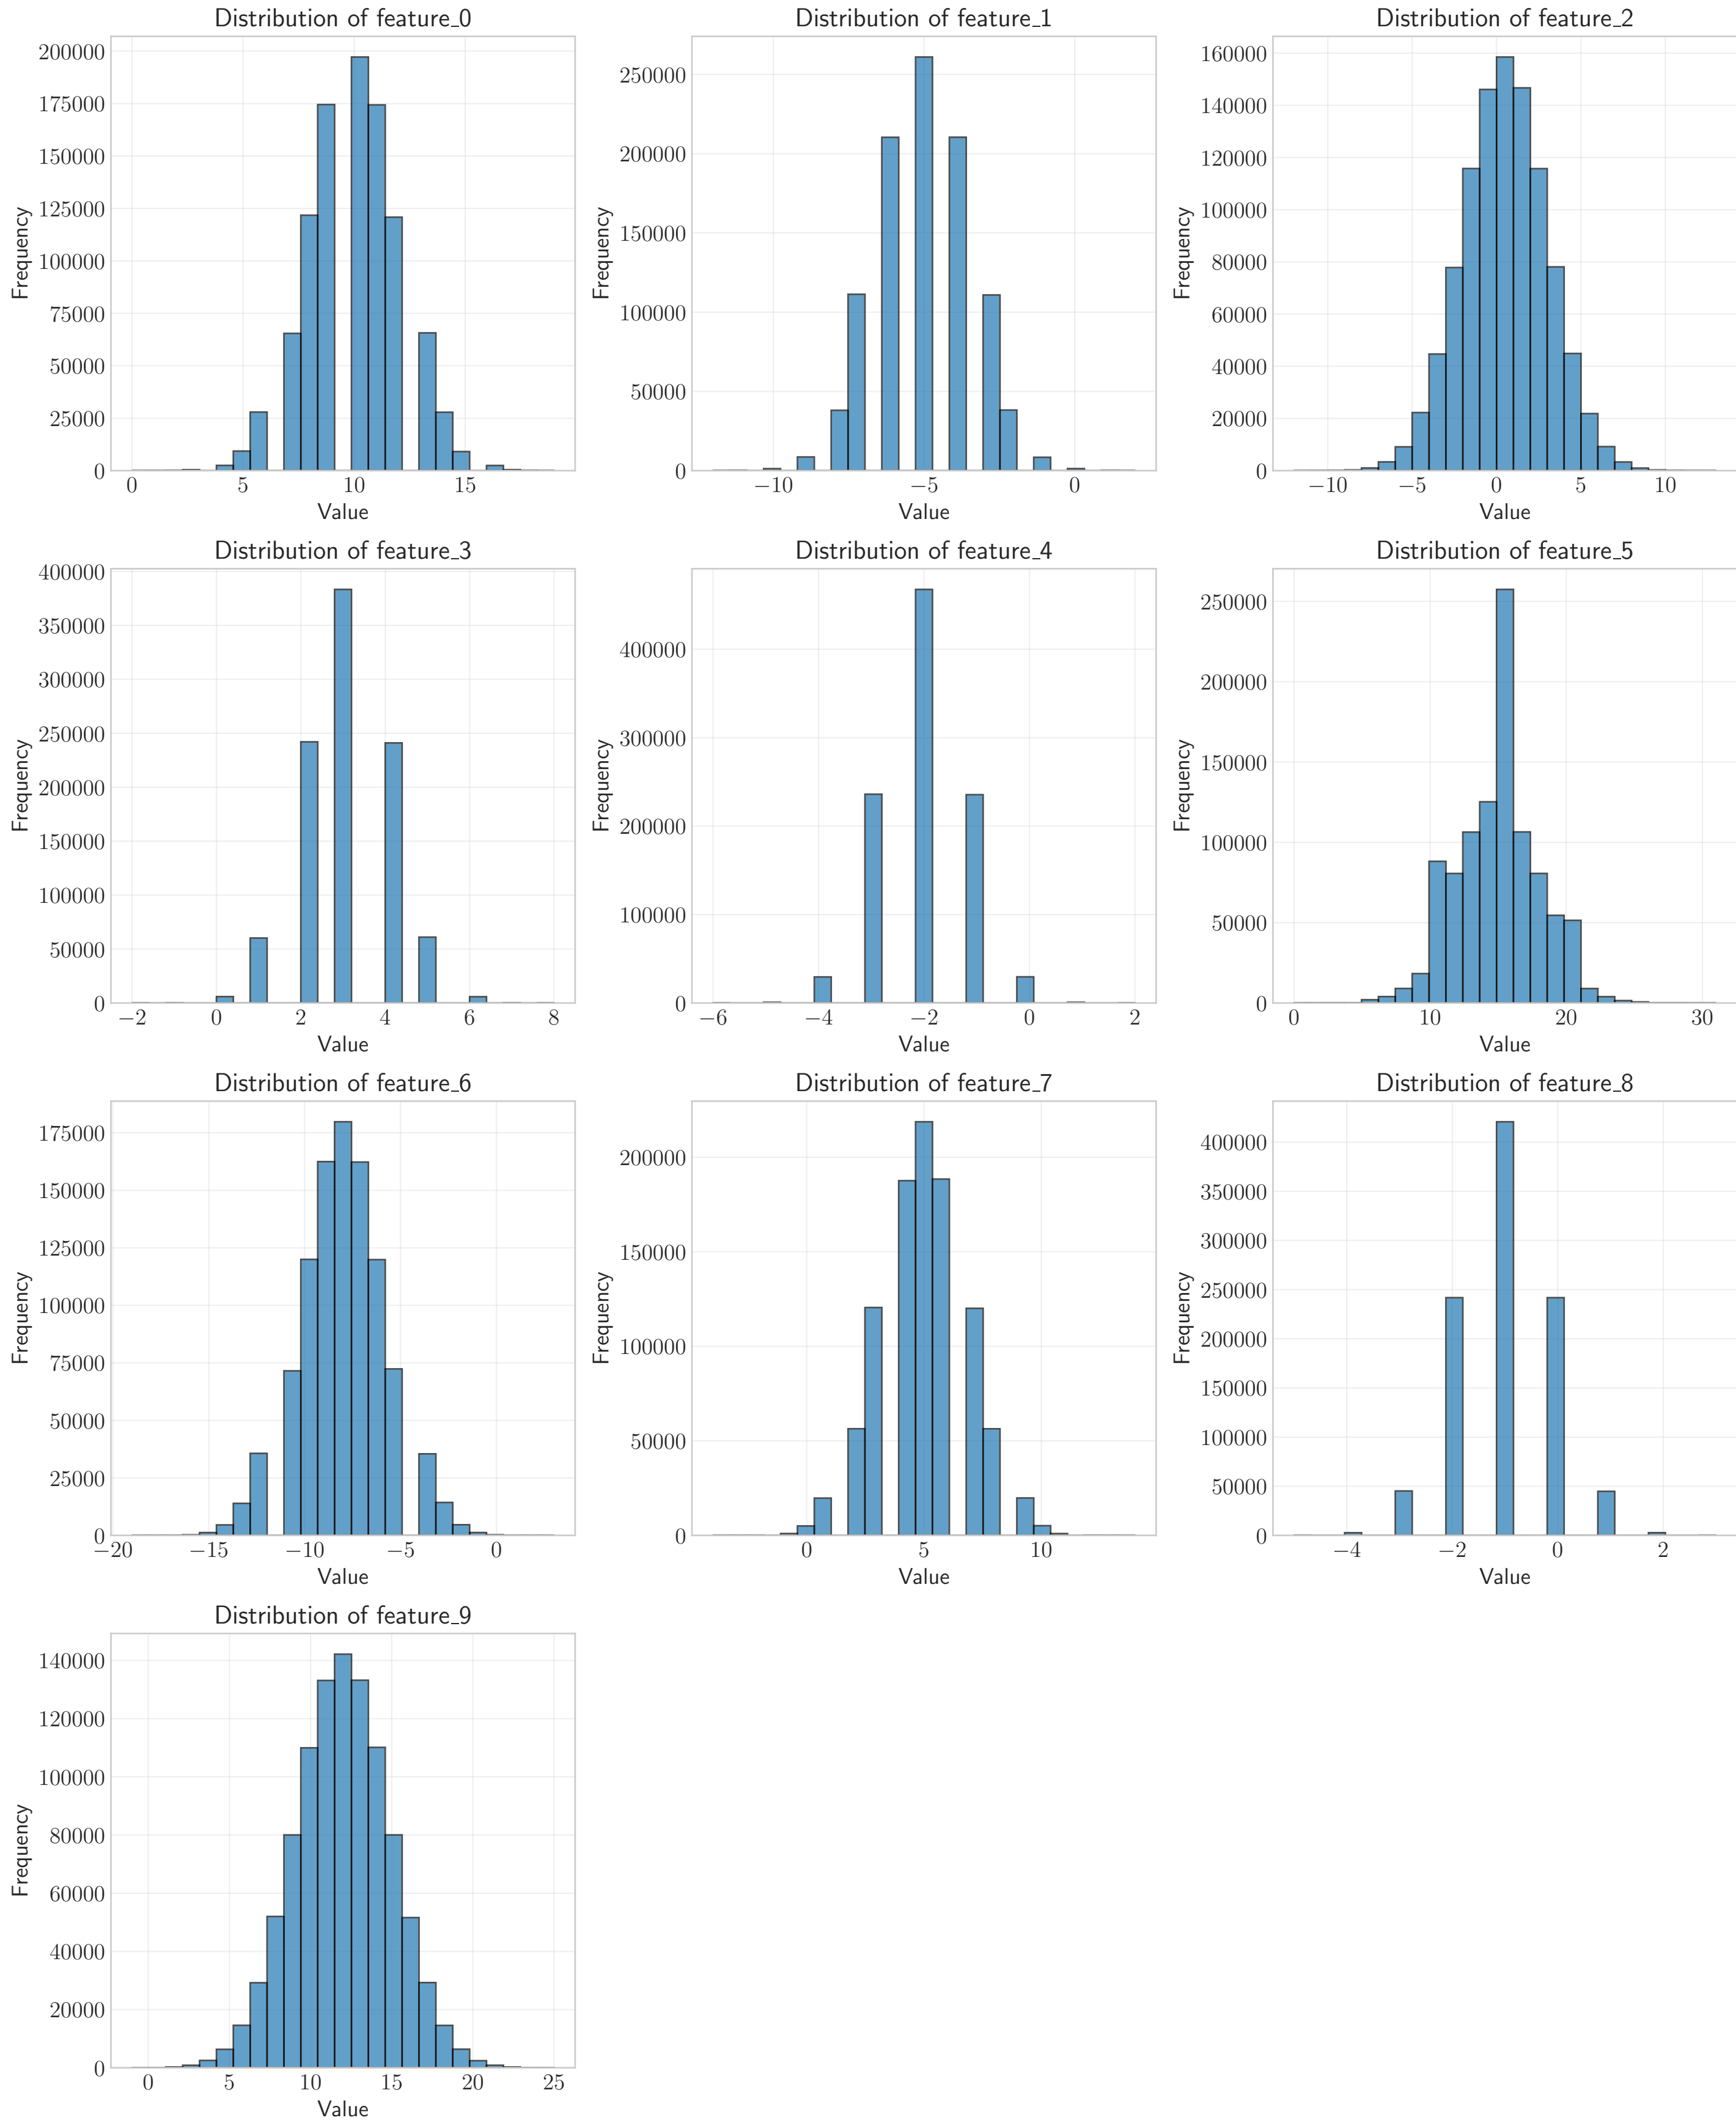 Distribution of feature_0
200000
175000
150000
125000
100000
75000
50000
25000
0
Frequency
0 5 10 15
Value
Distribution of feature_1
250000
200000
150000
100000
50000
0
Frequency
−10 −5 0
Value
Distribution of feature_2
160000
140000
120000
100000
80000
60000
40000
20000
0
Frequency
−10 −5 0 5 10
Value
Distribution of feature_3
400000
350000
300000
250000
200000
150000
100000
50000
0
Frequency
−2 0 2 4 6 8
Value
Distribution of feature_4
400000
300000
200000
100000
0
Frequency
−6 −4 −2 0 2
Value
Distribution of feature_5
250000
200000
150000
100000
50000
0
Frequency
0 10 20 30
Value
Distribution of feature_6
175000
150000
125000
100000
75000
50000
25000
0
Frequency
−20 −15 −10 −5 0
Value
Distribution of feature_7
200000
150000
100000
50000
0
Frequency
0 5 10
Value
Distribution of feature_8
400000
350000
300000
250000
200000
150000
100000
50000
0
Frequency
−4 −2 0 2
Value
Distribution of feature_9
140000
120000
100000
80000
60000
40000
20000
0
Frequency
0 5 10 15 20 25
Value